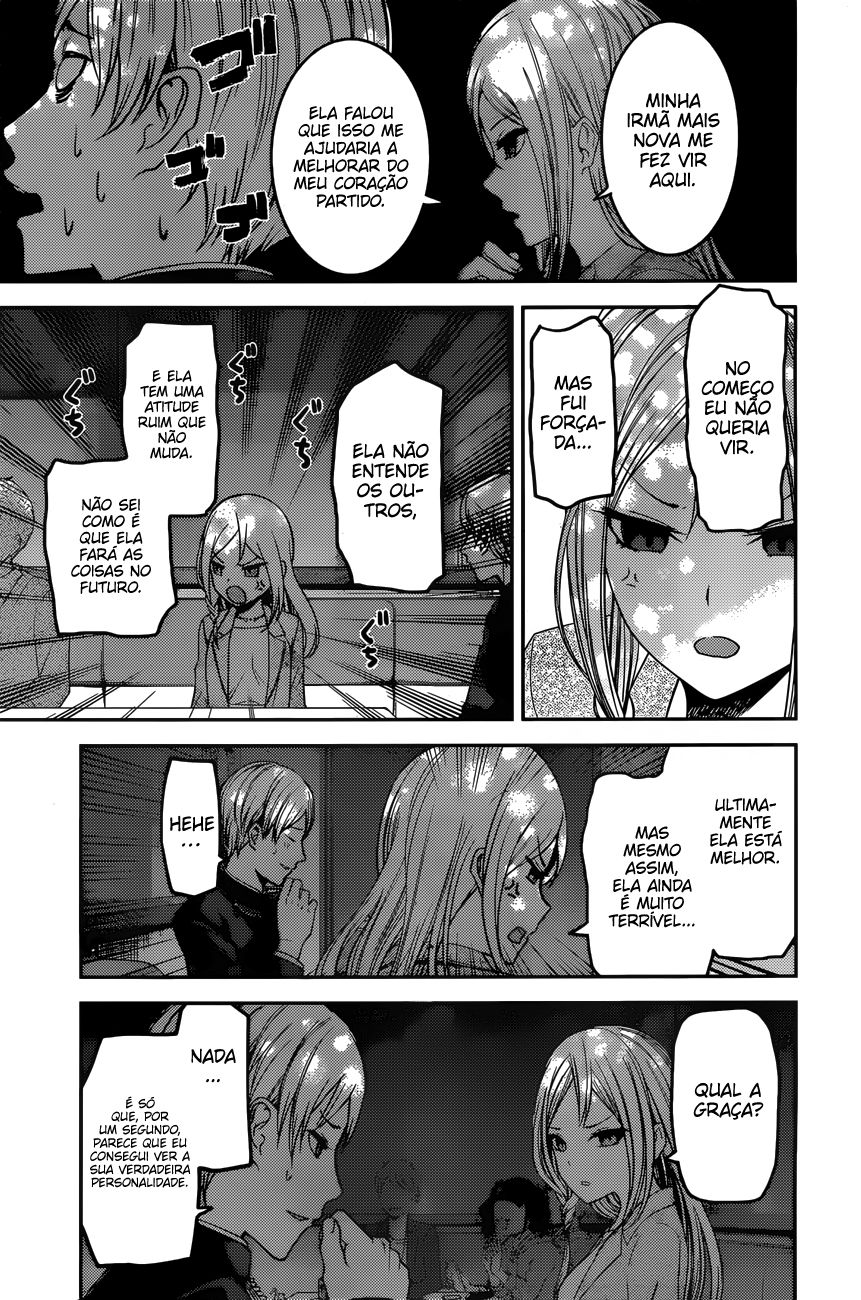 MINHA
IRMÃ MAIS
NOVA ME
FEZ VIR
AQUI.
ELA FALOU
QUE ISSO ME
AJUDARIA A
MELHORAR DO
MEU CORAÇÃO
PARTIDO.
ゴゴ
ゴゴ
ゴゴ
NO
COMEÇO
EU NÃO
QUERIA
VIR.
MAS
FUI
FORÇA-
DA...
ELA NÃO
ENTENDE
OS OU-
TROS,
E ELA
TEM UMA
ATITUDE
RUIM QUE
NÃO
MUDA.
NÃO SEI
COMO É
QUE ELA
FARÁ AS
COISAS NO
FUTURO.
ぐち
ぐち
ぐち
ぐち
ULTIMA-
MENTE
ELA ESTÁ
MELHOR.
MAS
MESMO
ASSIM,
ELA AINDA
É MUITO
TERRÍVEL...
HEHE
...
QUAL A
GRAÇA?
NADA
...
É SÓ
QUE, POR
UM SEGUNDO,
PARECE QUE EU
CONSEGUI VER A
SUA VERDADEIRA
PERSONALIDADE.